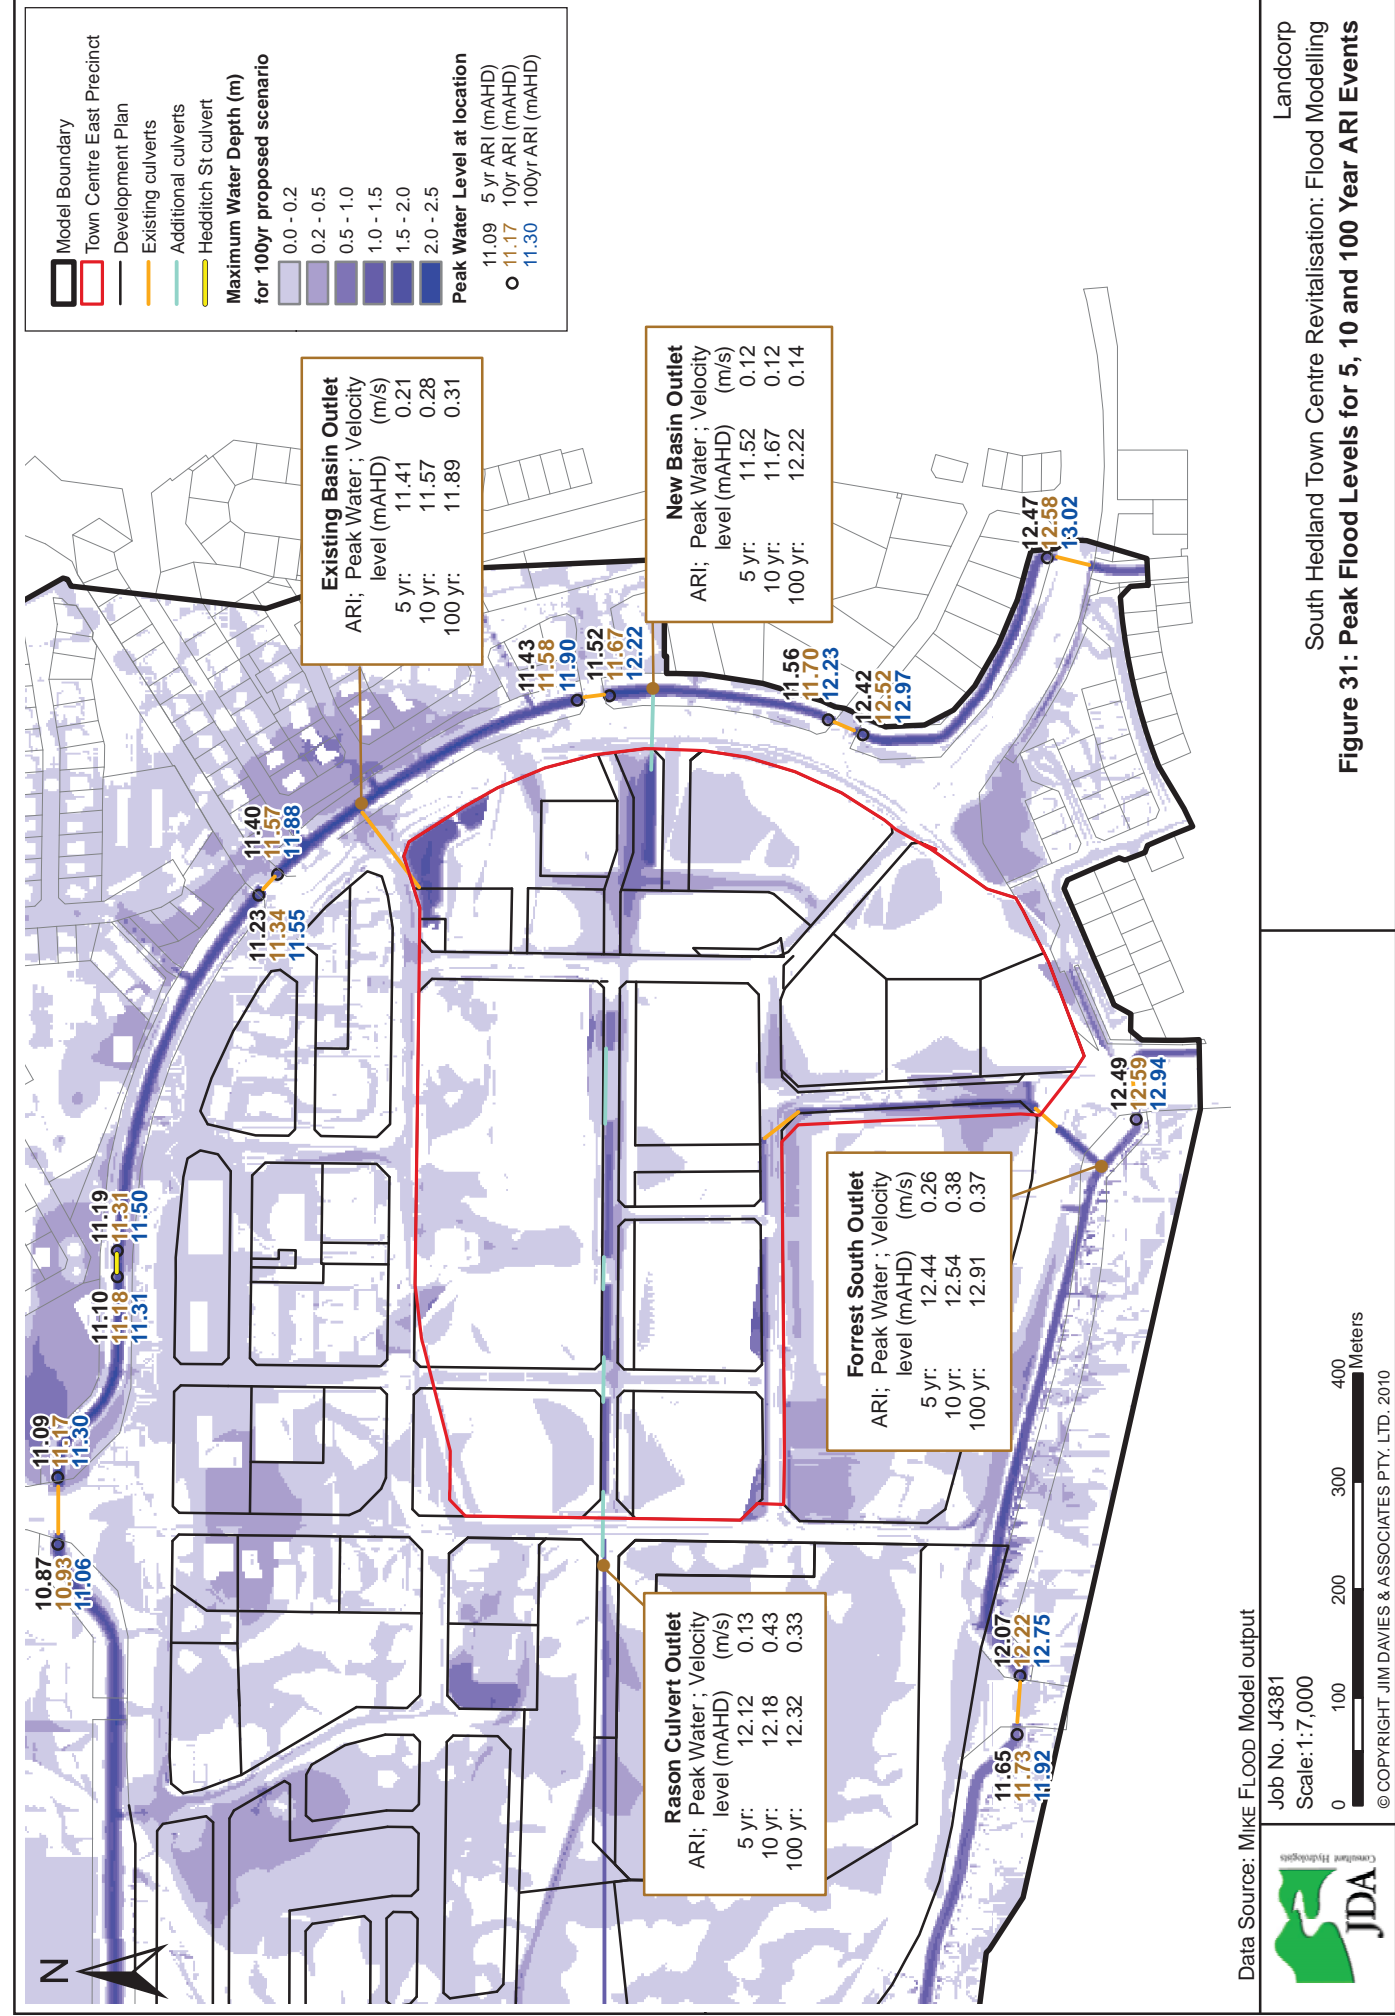 N
Model Boundary
Town Centre East Precinct
Development Plan
Existing culverts
Additional culverts
Hedditch St culvert
Maximum Water Depth (m)
for 100yr proposed scenario
0.0 - 0.2
0.2 - 0.5
0.5 - 1.0
1.0 - 1.5
1.5 - 2.0
2.0 - 2.5
Peak Water Level at location
11.09 5 yr ARI (mAHD)
11.17 10yr ARI (mAHD)
11.30 100yr ARI (mAHD)
10.87
10.93
11.06
11.09
11.17
11.30
11.10
11.18
11.31
11.19
11.31
11.50
11.23
11.34
11.55
11.40
11.57
11.88
Existing Basin Outlet
ARI; Peak Water ; Velocity
level (mAHD) (m/s)
5 yr: 11.41 0.21
10 yr: 11.57 0.28
100 yr: 11.89 0.31
11.43
11.58
11.90
11.52
11.67
12.22
New Basin Outlet
ARI; Peak Water ; Velocity
level (mAHD) (m/s)
5 yr: 11.52 0.12
10 yr: 11.67 0.12
100 yr: 12.22 0.14
11.56
11.70
12.23
12.42
12.52
12.97
12.47
12.58
13.02
Rason Culvert Outlet
ARI; Peak Water ; Velocity
level (mAHD) (m/s)
5 yr: 12.12 0.13
10 yr: 12.18 0.43
100 yr: 12.32 0.33
Forrest South Outlet
ARI; Peak Water ; Velocity
level (mAHD) (m/s)
5 yr: 12.44 0.26
10 yr: 12.54 0.38
100 yr: 12.91 0.37
11.65
11.73
11.92
12.07
12.22
12.75
12.49
12.59
12.94
Data Source: MIKE FLOOD Model output
JDA
Consultant Hydrologists
Job No. J4381
Scale:1:7,000
0 100 200 300 400
Meters
© COPYRIGHT JIM DAVIES & ASSOCIATES PTY. LTD. 2010
Landcorp
South Hedland Town Centre Revitalisation: Flood Modelling
Figure 31: Peak Flood Levels for 5, 10 and 100 Year ARI Events